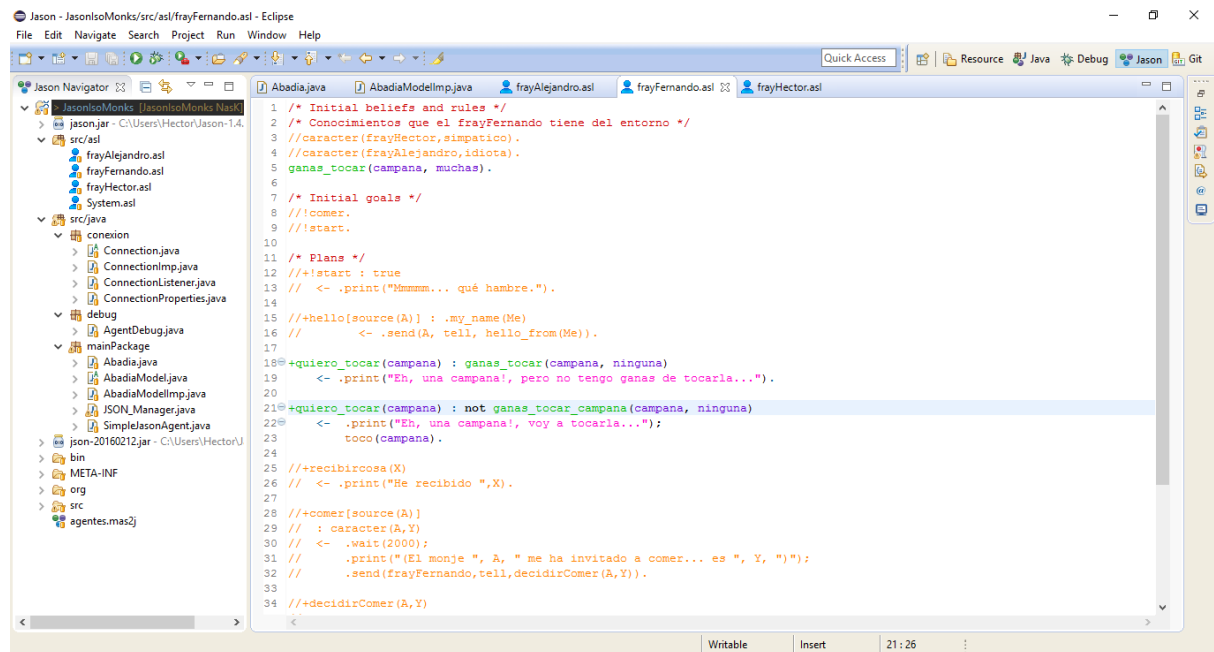 Jason - JasonIsoMonks/src/asl/frayFernando.asl - Eclipse
File Edit Navigate Search Project Run Window Help
Quick Access
Resource Java Debug Jason Git
Jason Navigator
Abadia.java AbadiaModelImp.java frayAlejandro.asl frayFernando.asl frayHector.asl
> JasonIsoMonks [JasonIsoMonks NasK]
jason.jar - C:\Users\Hector\Jason-1.4.
src/asl
frayAlejandro.asl
frayFernando.asl
frayHector.asl
System.asl
src/java
conexion
Connection.java
ConnectionImp.java
ConnectionListener.java
ConnectionProperties.java
debug
AgentDebug.java
mainPackage
Abadia.java
AbadiaModel.java
AbadiaModelImp.java
JSON_Manager.java
SimpleJasonAgent.java
json-20160212.jar - C:\Users\Hector\J
bin
META-INF
org
src
agentes.mas2j
1 /* Initial beliefs and rules */
2 /* Conocimientos que el frayFernando tiene del entorno */
3 //caracter(frayHector,simpatico).
4 //caracter(frayAlejandro,idiota).
5 ganas_tocar(campana, muchas).
6
7 /* Initial goals */
8 //!comer.
9 //!start.
10
11 /* Plans */
12 //+!start : true
13 // <- .print("Mmmmm... qué hambre.").
14
15 //+hello[source(A)] : .my_name(Me)
16 // <- .send(A, tell, hello_from(Me)).
17
18 +quiero_tocar(campana) : ganas_tocar(campana, ninguna)
19 <- .print("Eh, una campana!, pero no tengo ganas de tocarla...").
20
21 +quiero_tocar(campana) : not ganas_tocar_campana(campana, ninguna)
22 <- .print("Eh, una campana!, voy a tocarla...");
23 toco(campana).
24
25 //+recibircosa(X)
26 // <- .print("He recibido ",X).
27
28 //+comer[source(A)]
29 // : caracter(A,Y)
30 // <- .wait(2000);
31 // .print("(El monje ", A, " me ha invitado a comer... es ", Y, ")");
32 // .send(frayFernando,tell,decidirComer(A,Y)).
33
34 //+decidirComer(A,Y)
Writable Insert 21 : 26